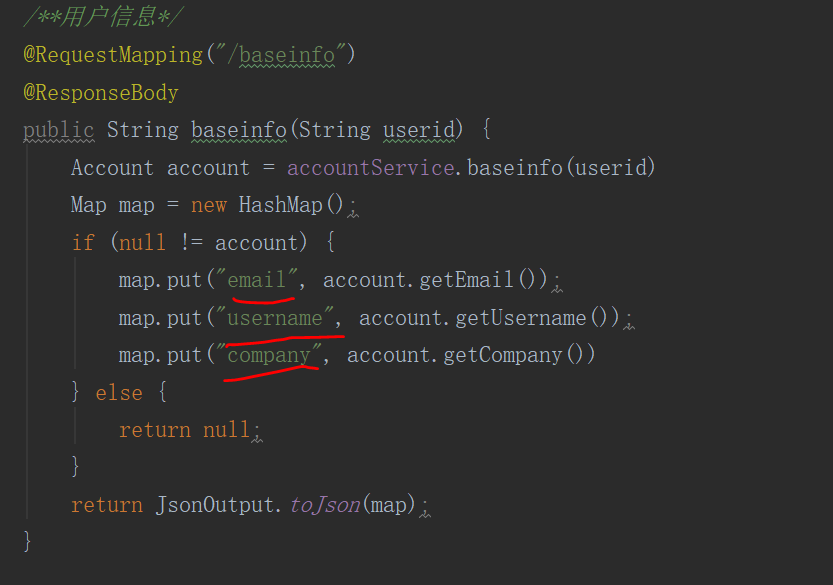 /**用户信息*/
@RequestMapping("/baseinfo")
@ResponseBody
public String baseinfo(String userid) {
Account account = accountService.baseinfo(userid)
Map map = new HashMap();
if (null != account) {
map.put("email", account.getEmail());
map.put("username", account.getUsername());
map.put("company", account.getCompany())
} else {
return null;
}
return JsonOutput.toJson(map);
}